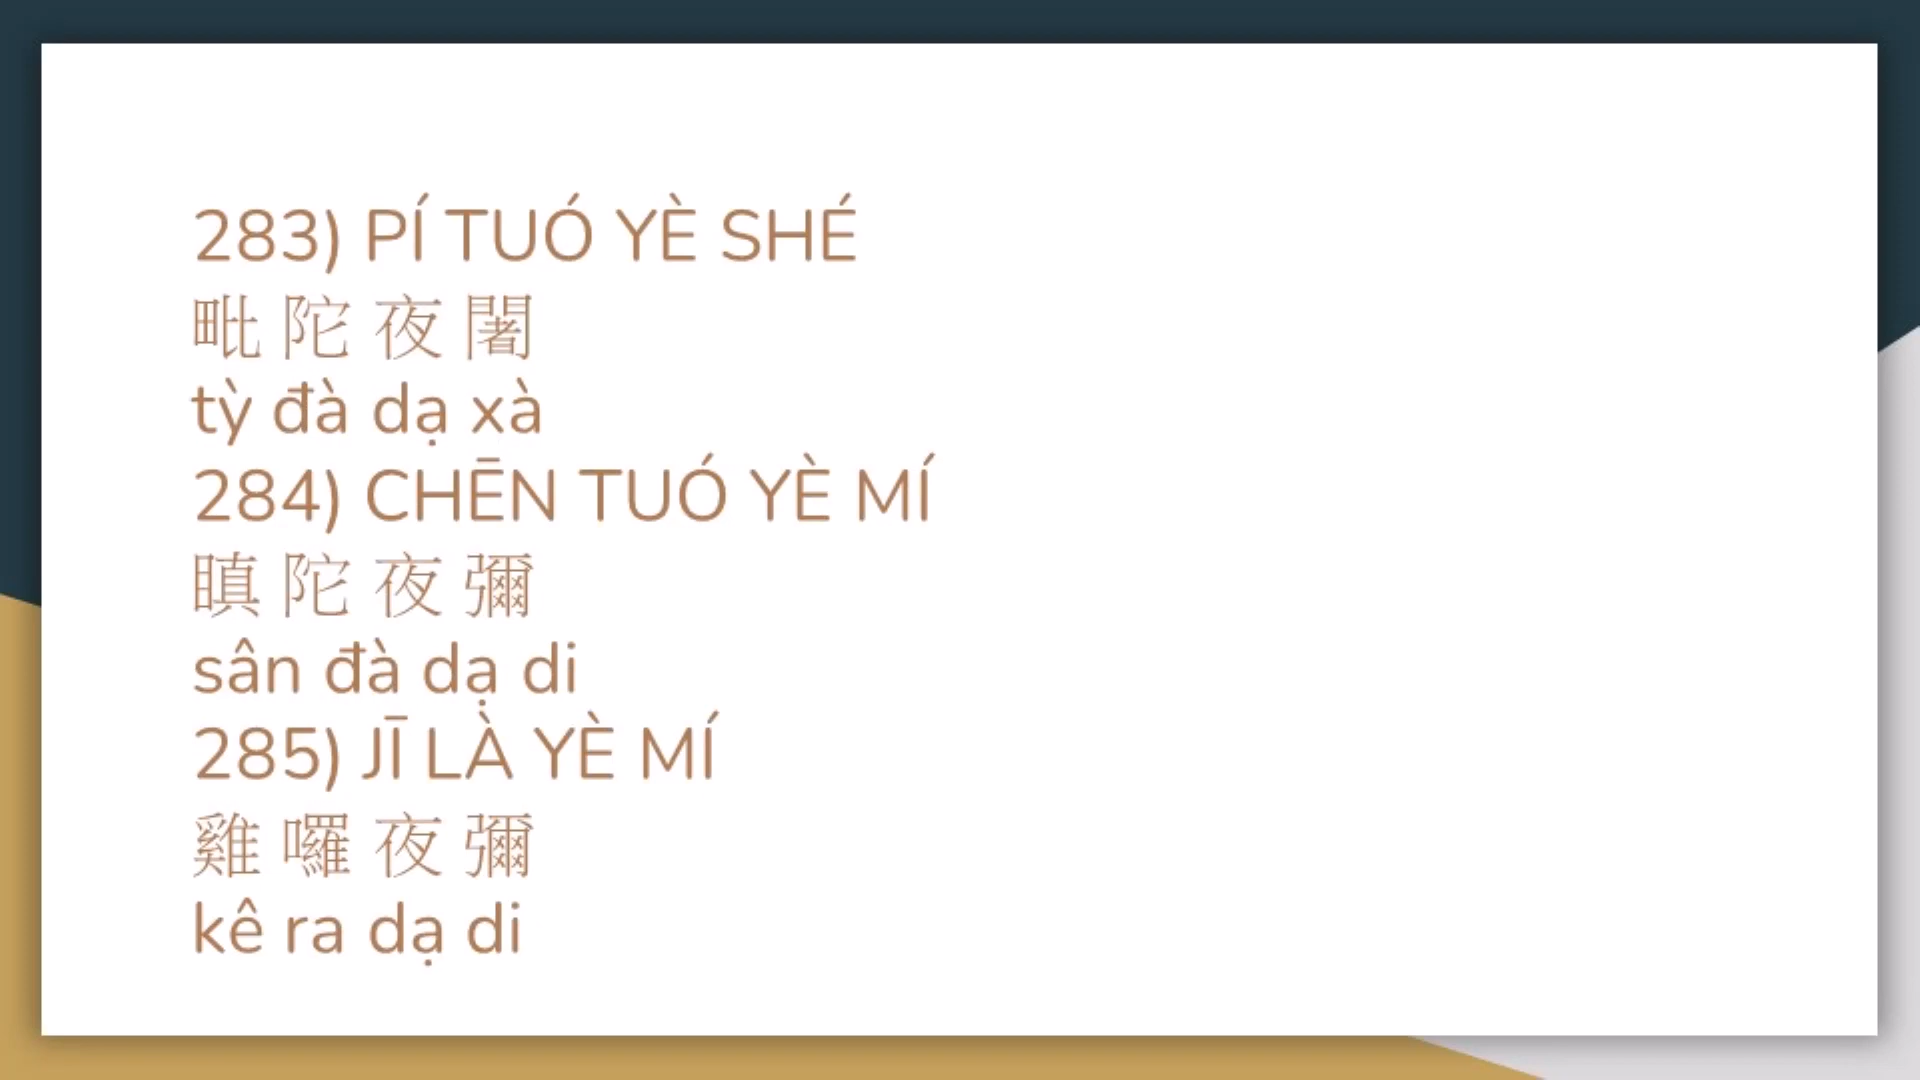 283) PÍ TUÓ YÈ SHÉ
毗 陀 夜 闍
tỳ đà dạ xà
284) CHĒN TUÓ YÈ MÍ
瞋 陀 夜 彌
sân đà dạ di
285) JĪ LÀ YÈ MÍ
雞 囉 夜 彌
kê ra dạ di